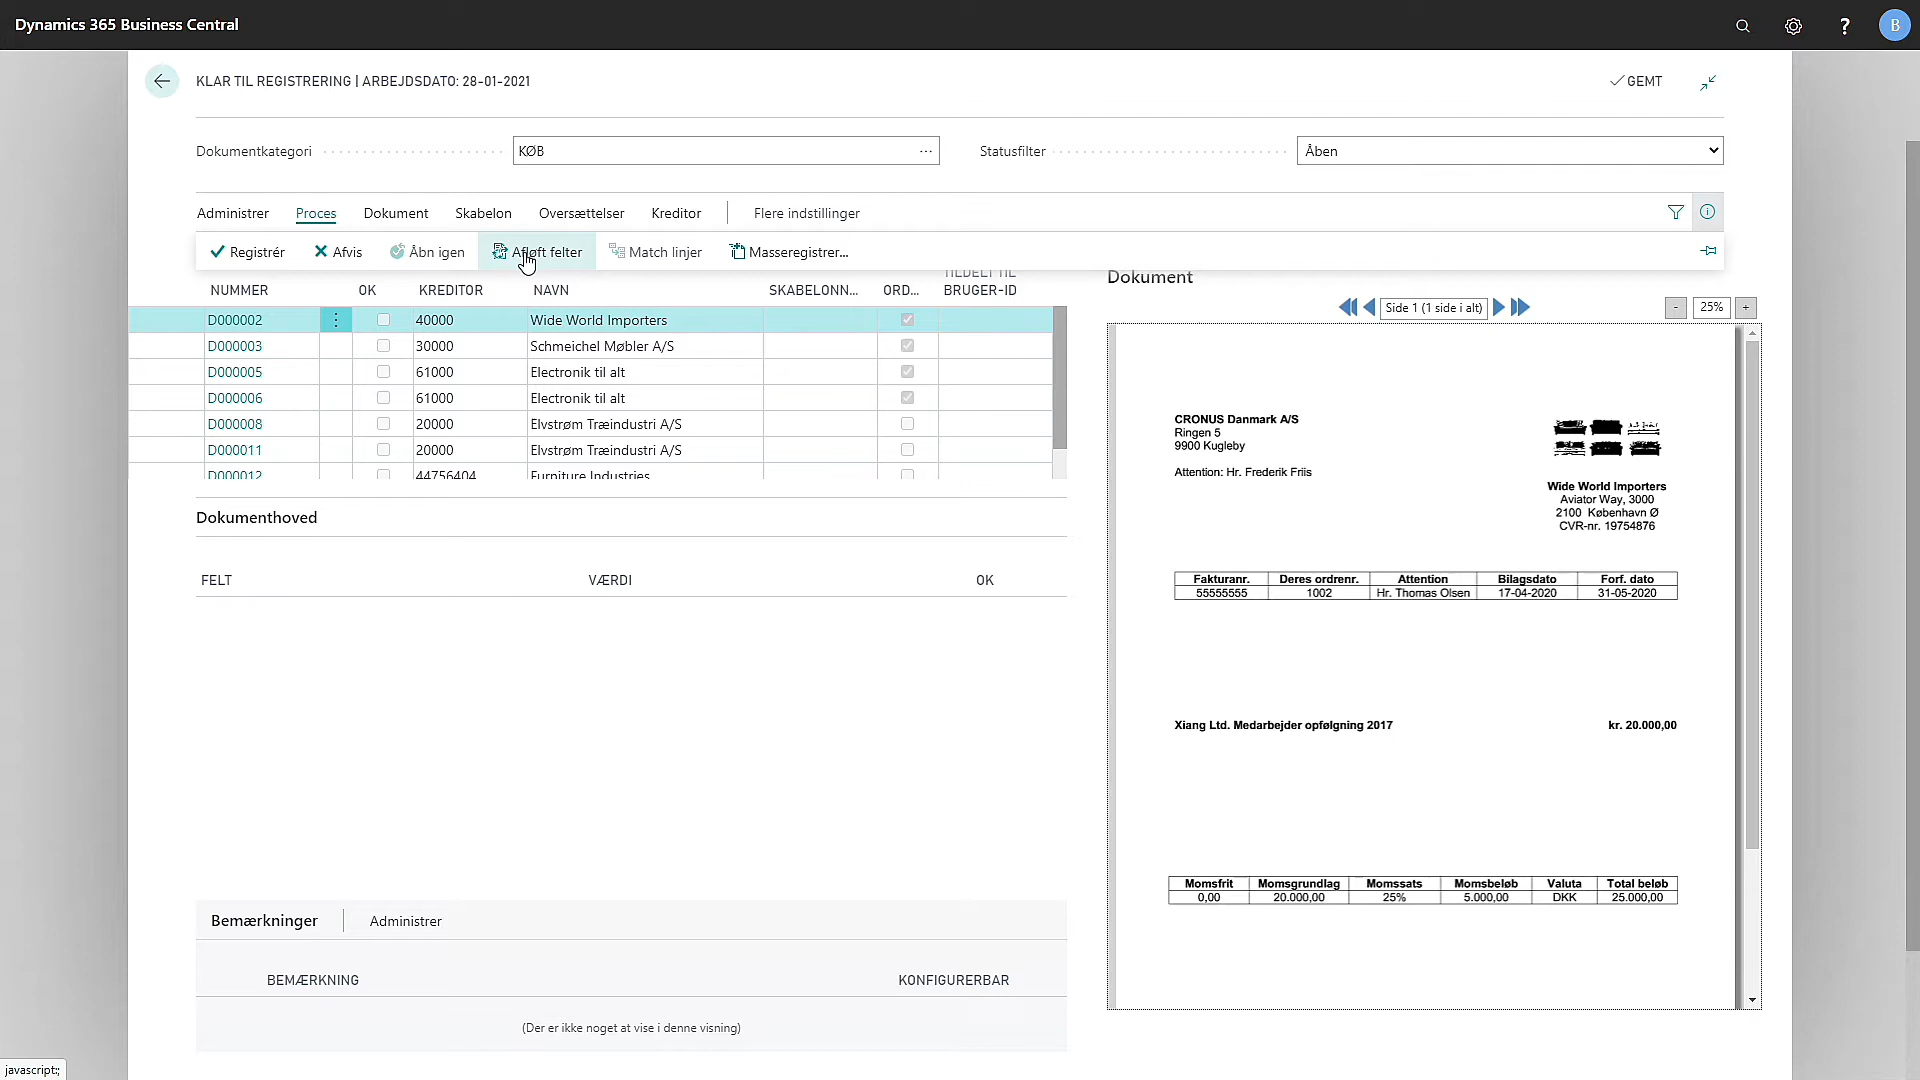 Dynamics 365 Business Central
?
B
KLAR TIL REGISTRERING | ARBEJDSDATO: 28-01-2021
GEMT
Dokumentkategori
KØB
Statusfilter
Åben
Administrer
Proces
Dokument
Skabelon
Oversættelser
Kreditor
Flere indstillinger
Registrér
Afvis
Åbn igen
Afløft felter
Match linjer
Masseregistrer...
NUMMER OK KREDITOR NAVN SKABELONN... ORD... TILDELT TIL BRUGER-ID
D000002 40000 Wide World Importers
D000003 30000 Schmeichel Møbler A/S
D000005 61000 Electronik til alt
D000006 61000 Electronik til alt
D000008 20000 Elvstrøm Træindustri A/S
D000011 20000 Elvstrøm Træindustri A/S
D000012 44756404 Furniture Industries
Dokumenthoved
FELT VÆRDI OK
Bemærkninger
Administrer
BEMÆRKNING KONFIGURERBAR
(Der er ikke noget at vise i denne visning)
Dokument
Side 1 (1 side i alt)
- 25% +
CRONUS Danmark A/S
Ringen 5
9900 Kugleby
Attention: Hr. Frederik Friis
Wide World Importers
Aviator Way, 3000
2100 København Ø
CVR-nr. 19754876
Fakturanr. Deres ordrenr. Attention Bilagsdato Forf. dato
55555555 1002 Hr. Thomas Olsen 17-04-2020 31-05-2020
Xiang Ltd. Medarbejder opfølgning 2017 kr. 20.000,00
Momsfrit Momsgrundlag Momssats Momsbeløb Valuta Total beløb
0,00 20.000,00 25% 5.000,00 DKK 25.000,00
javascript:;